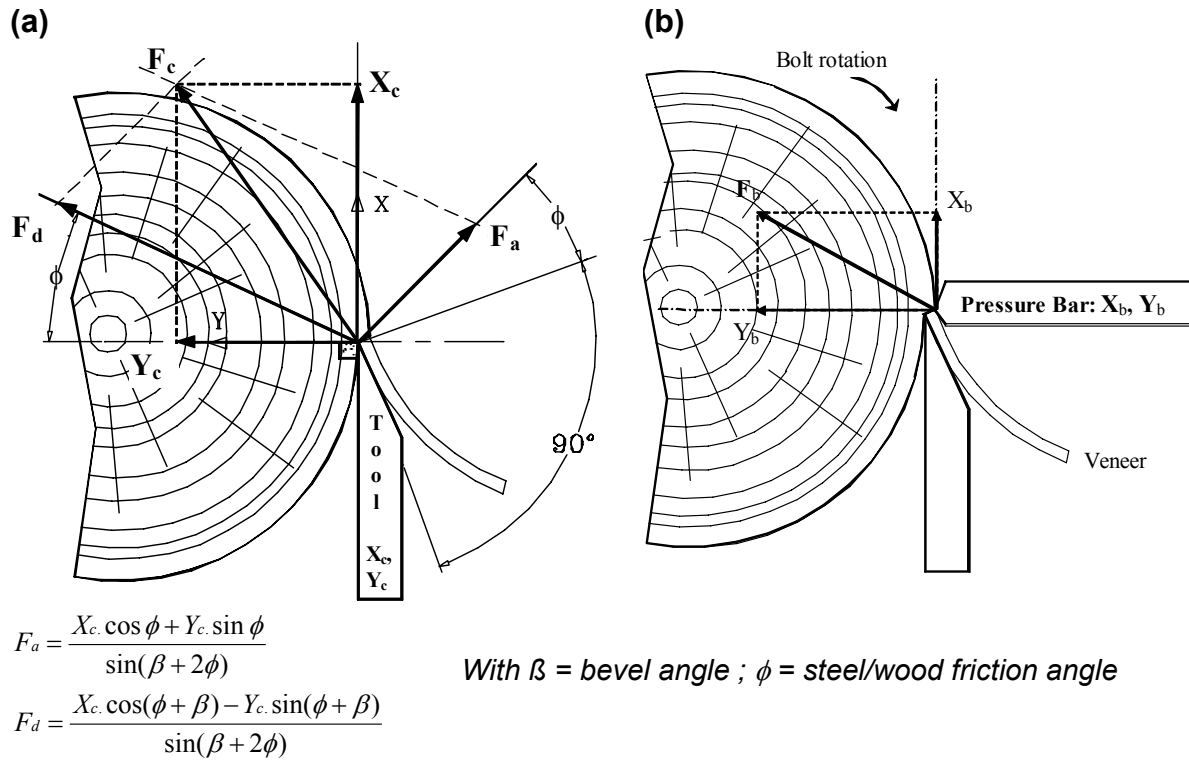 (a)
F_c
X_c
X
F_d
F_a
ϕ
ϕ
Y
Y_c
90°
Tool
X_c,
Y_c
(b)
Bolt rotation
F_b
X_b
Y_b
Pressure Bar: X_b, Y_b
Veneer
F_a = (X_c. cos ϕ + Y_c. sin ϕ) / sin(β + 2ϕ)
F_d = (X_c. cos(ϕ + β) − Y_c. sin(ϕ + β)) / sin(β + 2ϕ)
With ß = bevel angle ; ϕ = steel/wood friction angle